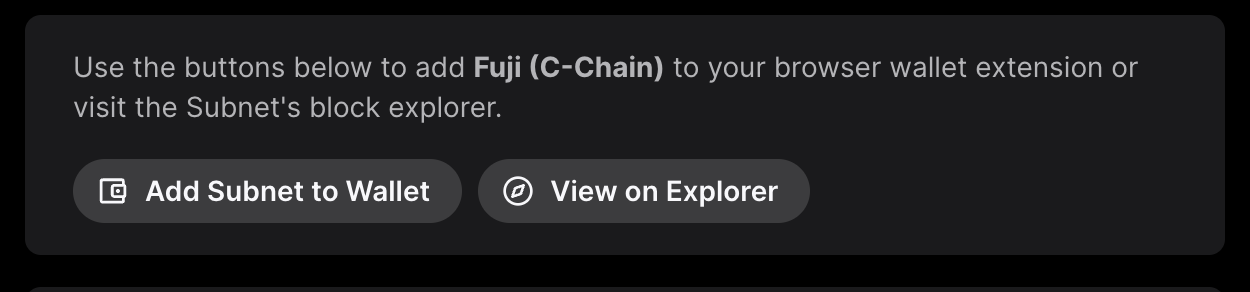 Use the buttons below to add Fuji (C-Chain) to your browser wallet extension or
visit the Subnet's block explorer.
Add Subnet to Wallet
View on Explorer